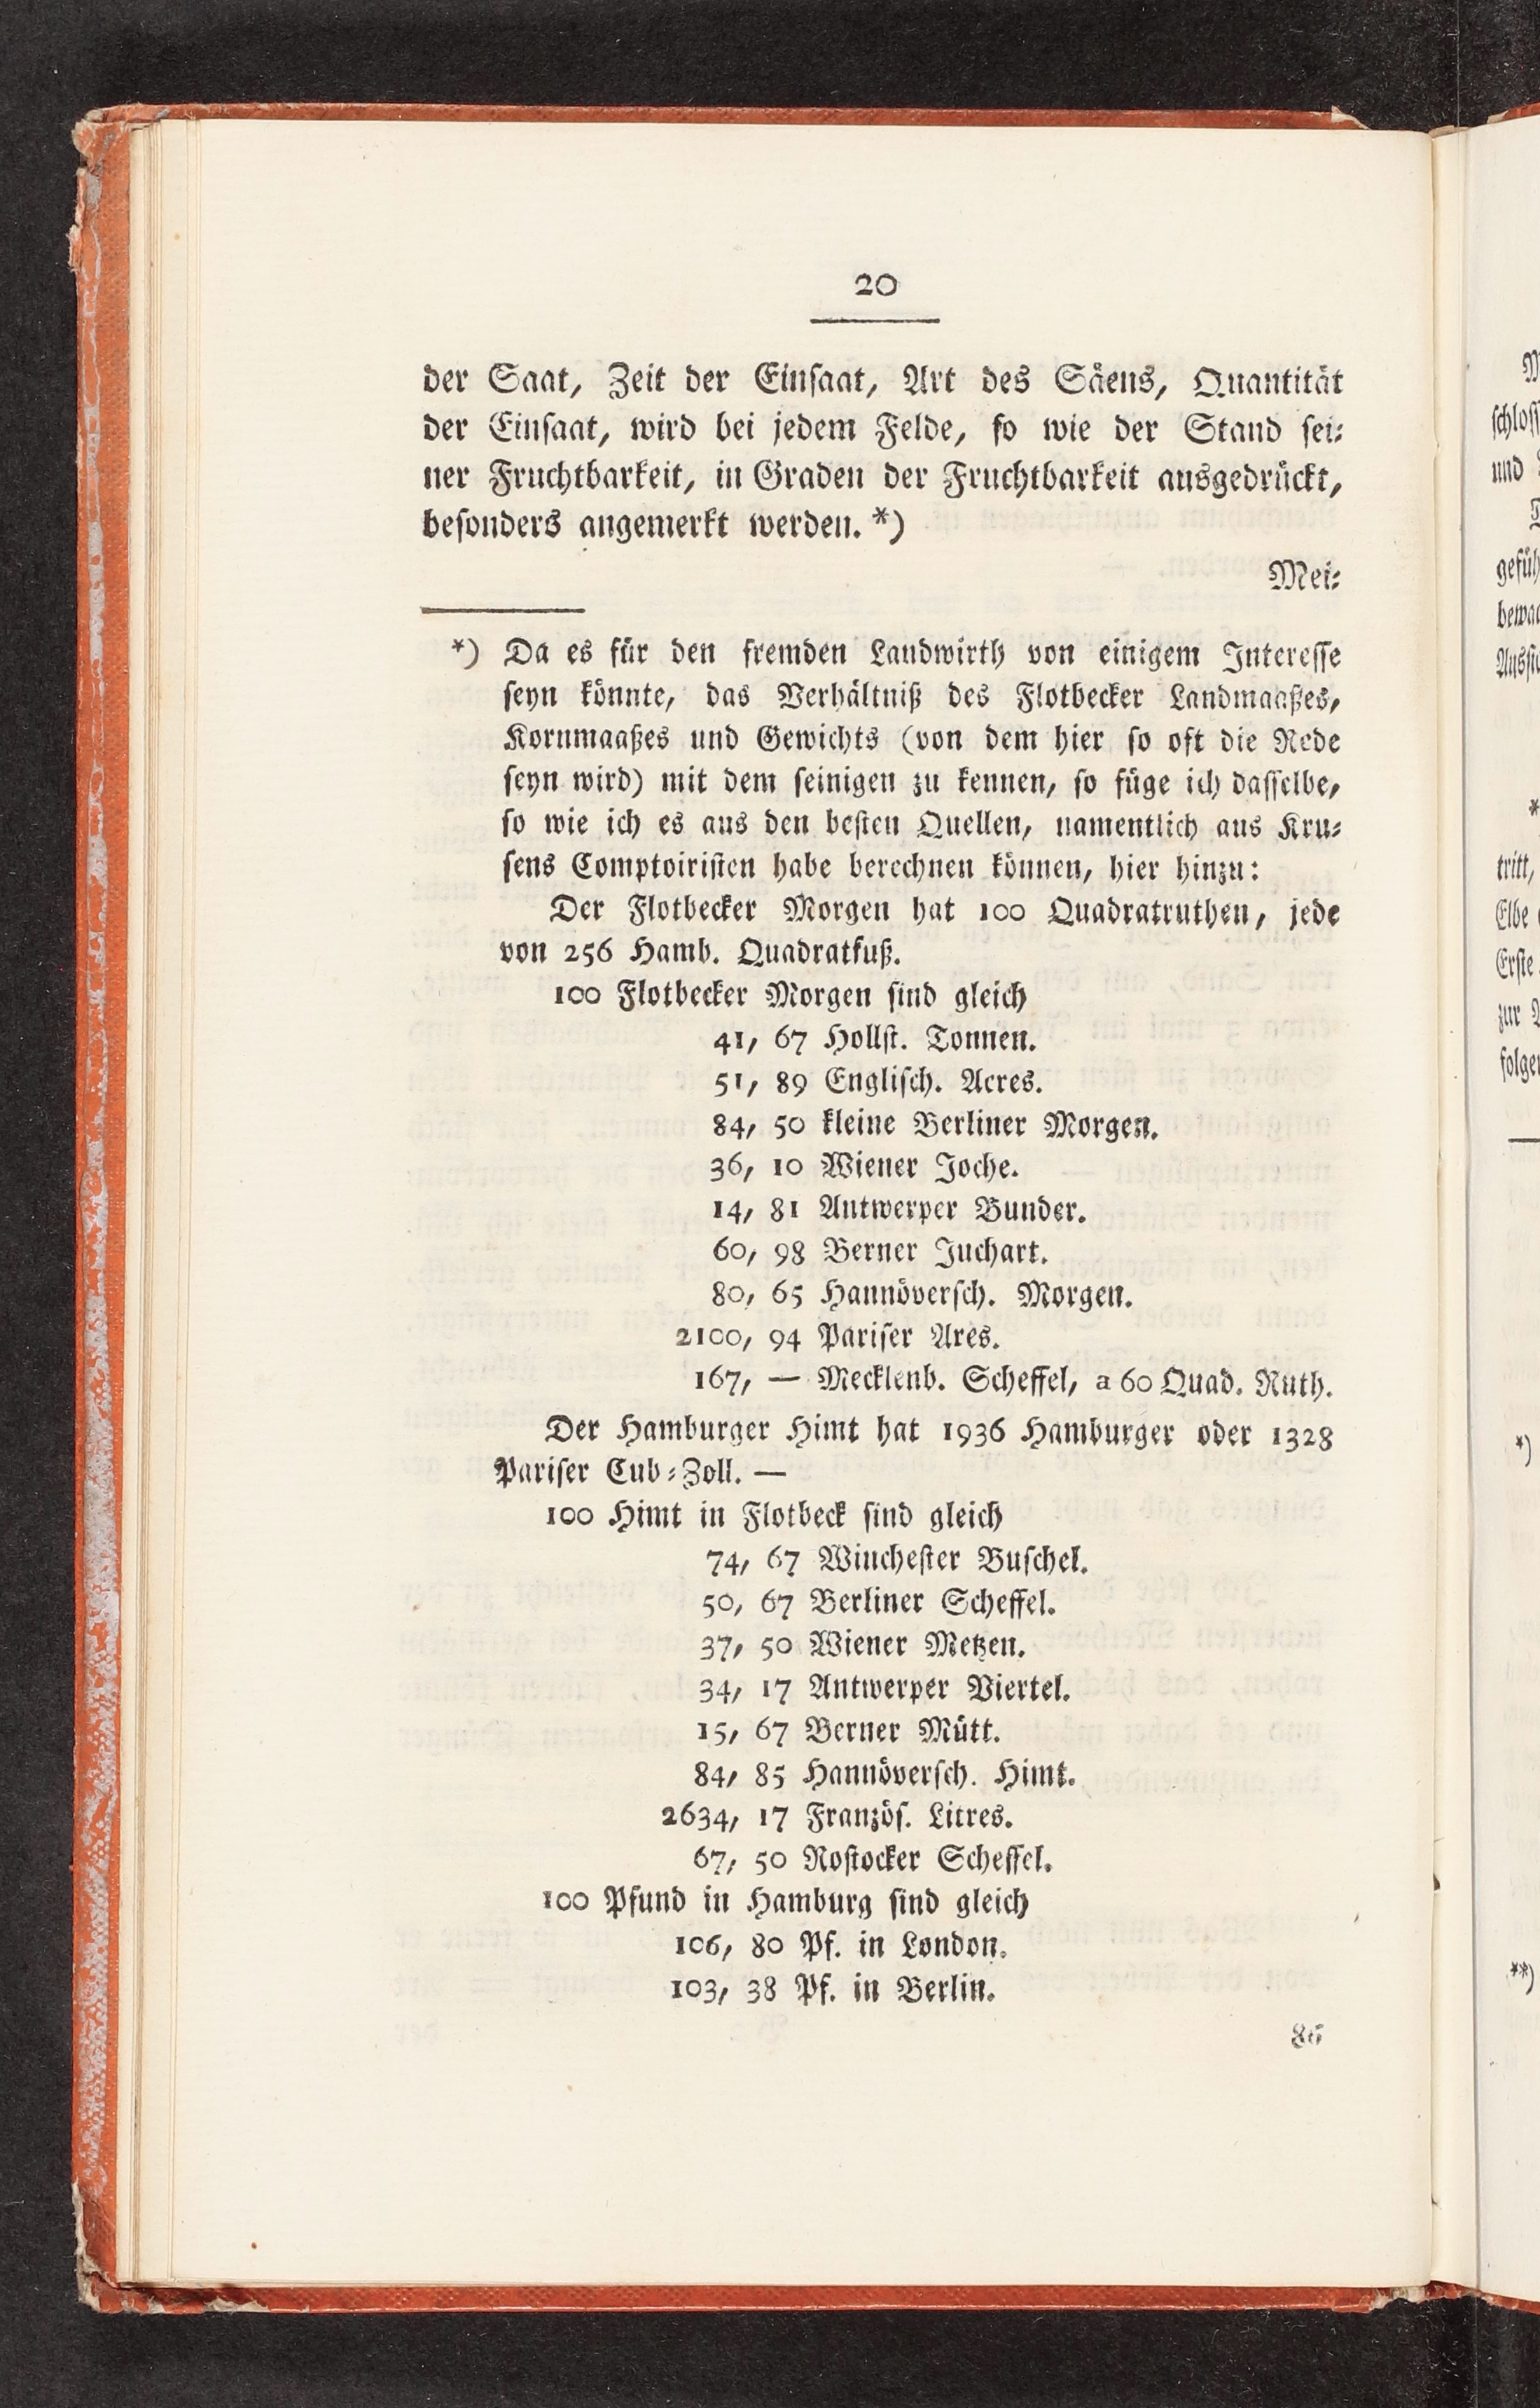 20
der Saat, Zeit der Einsaat, Art des Säens, Quantität
der Einsaat, wird bei jedem Felde, so wie der Stand sei-
ner Fruchtbarkeit, in Graden der Fruchtbarkeit ausgedrückt,
besonders angemerkt werden. *)
Mei-
*) Da es für den fremden Landwirth von einigem Interesse
seyn könnte, das Verhältniß des Flotbecker Landmaaßes,
Kornmaaßes und Gewichts (von dem hier so oft die Rede
seyn wird) mit dem seinigen zu kennen, so füge ich dasselbe,
so wie ich es aus den besten Quellen, namentlich aus Kru-
sens Comptoiristen habe berechnen können, hier hinzu:
Der Flotbecker Morgen hat 100 Quadratruthen, jede
von 256 Hamb. Quadratfuß.
100 Flotbecker Morgen sind gleich
41, 67 Hollst. Tonnen.
51, 89 Englisch. Acres.
84, 50 kleine Berliner Morgen.
36, 10 Wiener Joche.
14, 81 Antwerper Bunder.
60, 98 Berner Juchart.
80, 65 Hannöversch. Morgen.
2100, 94 Pariser Ares.
167, — Mecklenb. Scheffel, a 60 Quad. Ruth.
Der Hamburger Himt hat 1936 Hamburger oder 1328
Pariser Cub-Zoll. —
100 Himt in Flotbeck sind gleich
74, 67 Winchester Buschel.
50, 67 Berliner Scheffel.
37, 50 Wiener Metzen.
34, 17 Antwerper Viertel.
15, 67 Berner Mütt.
84, 85 Hannöversch. Himt.
2634, 17 Französ. Litres.
67, 50 Rostocker Scheffel.
100 Pfund in Hamburg sind gleich
106, 80 Pf. in London.
103, 38 Pf. in Berlin.
86